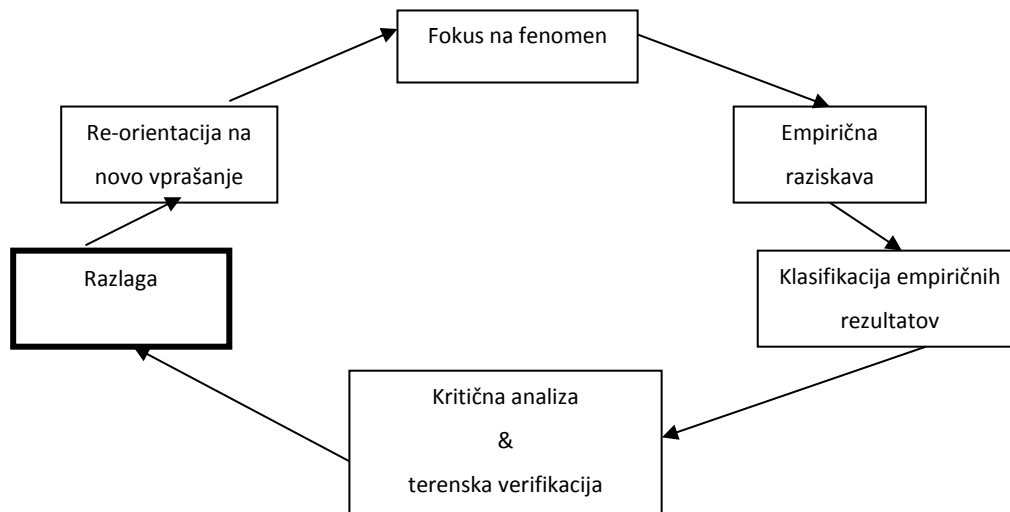 Fokus na fenomen
Re-orientacija na
novo vprašanje
Empirična
raziskava
Razlaga
Klasifikacija empiričnih
rezultatov
Kritična analiza
&
terenska verifikacija